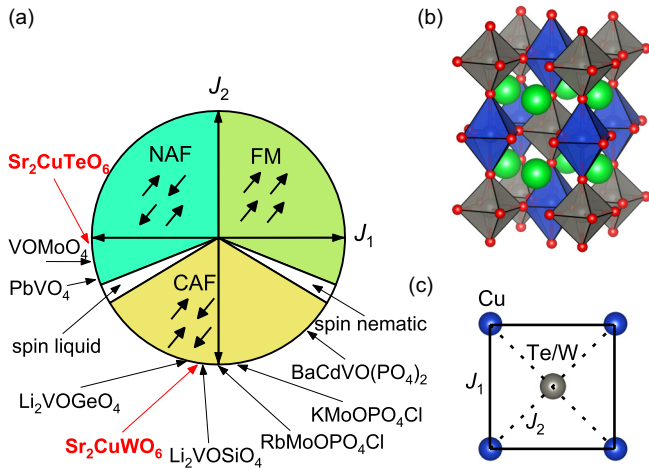 (a)
J₂
NAF
FM
Sr₂CuTeO₆
J₁
VOMoO₄
PbVO₄
CAF
spin liquid
spin nematic
BaCdVO(PO₄)₂
Li₂VOGeO₄
KMoOPO₄Cl
Sr₂CuWO₆
RbMoOPO₄Cl
Li₂VOSiO₄
(b)
(c)
Cu
Te/W
J₁
J₂